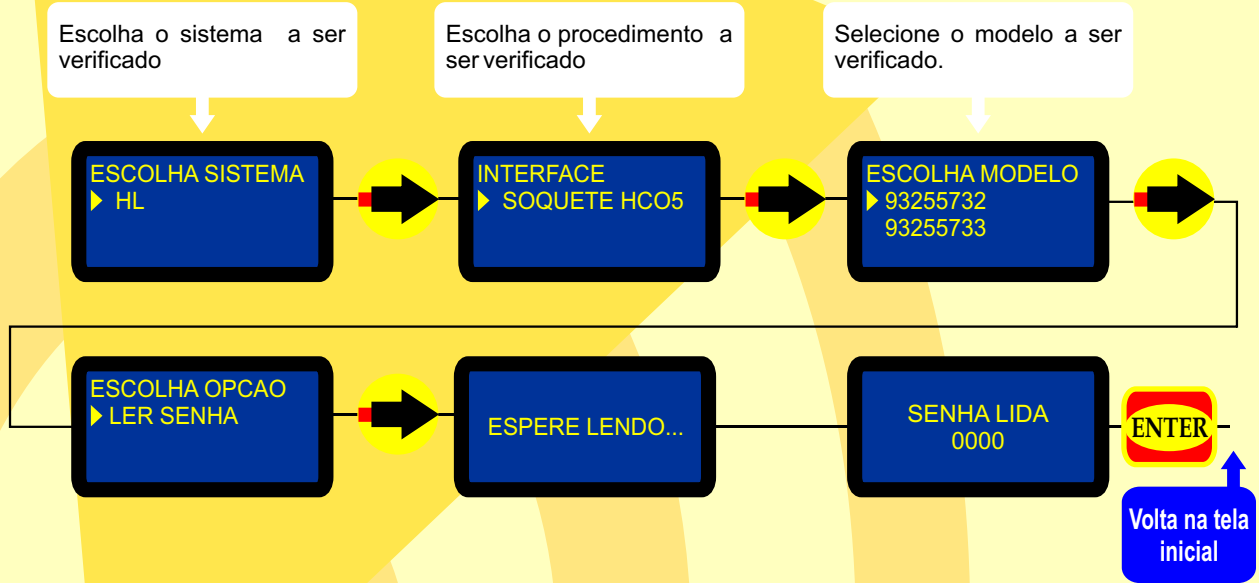 Escolha o sistema a ser
verificado
Escolha o procedimento a
ser verificado
Selecione o modelo a ser
verificado.
ESCOLHA SISTEMA
HL
INTERFACE
SOQUETE HCO5
ESCOLHA MODELO
93255732
93255733
ESCOLHA OPCAO
LER SENHA
ESPERE LENDO...
SENHA LIDA
0000
ENTER
Volta na tela
inicial